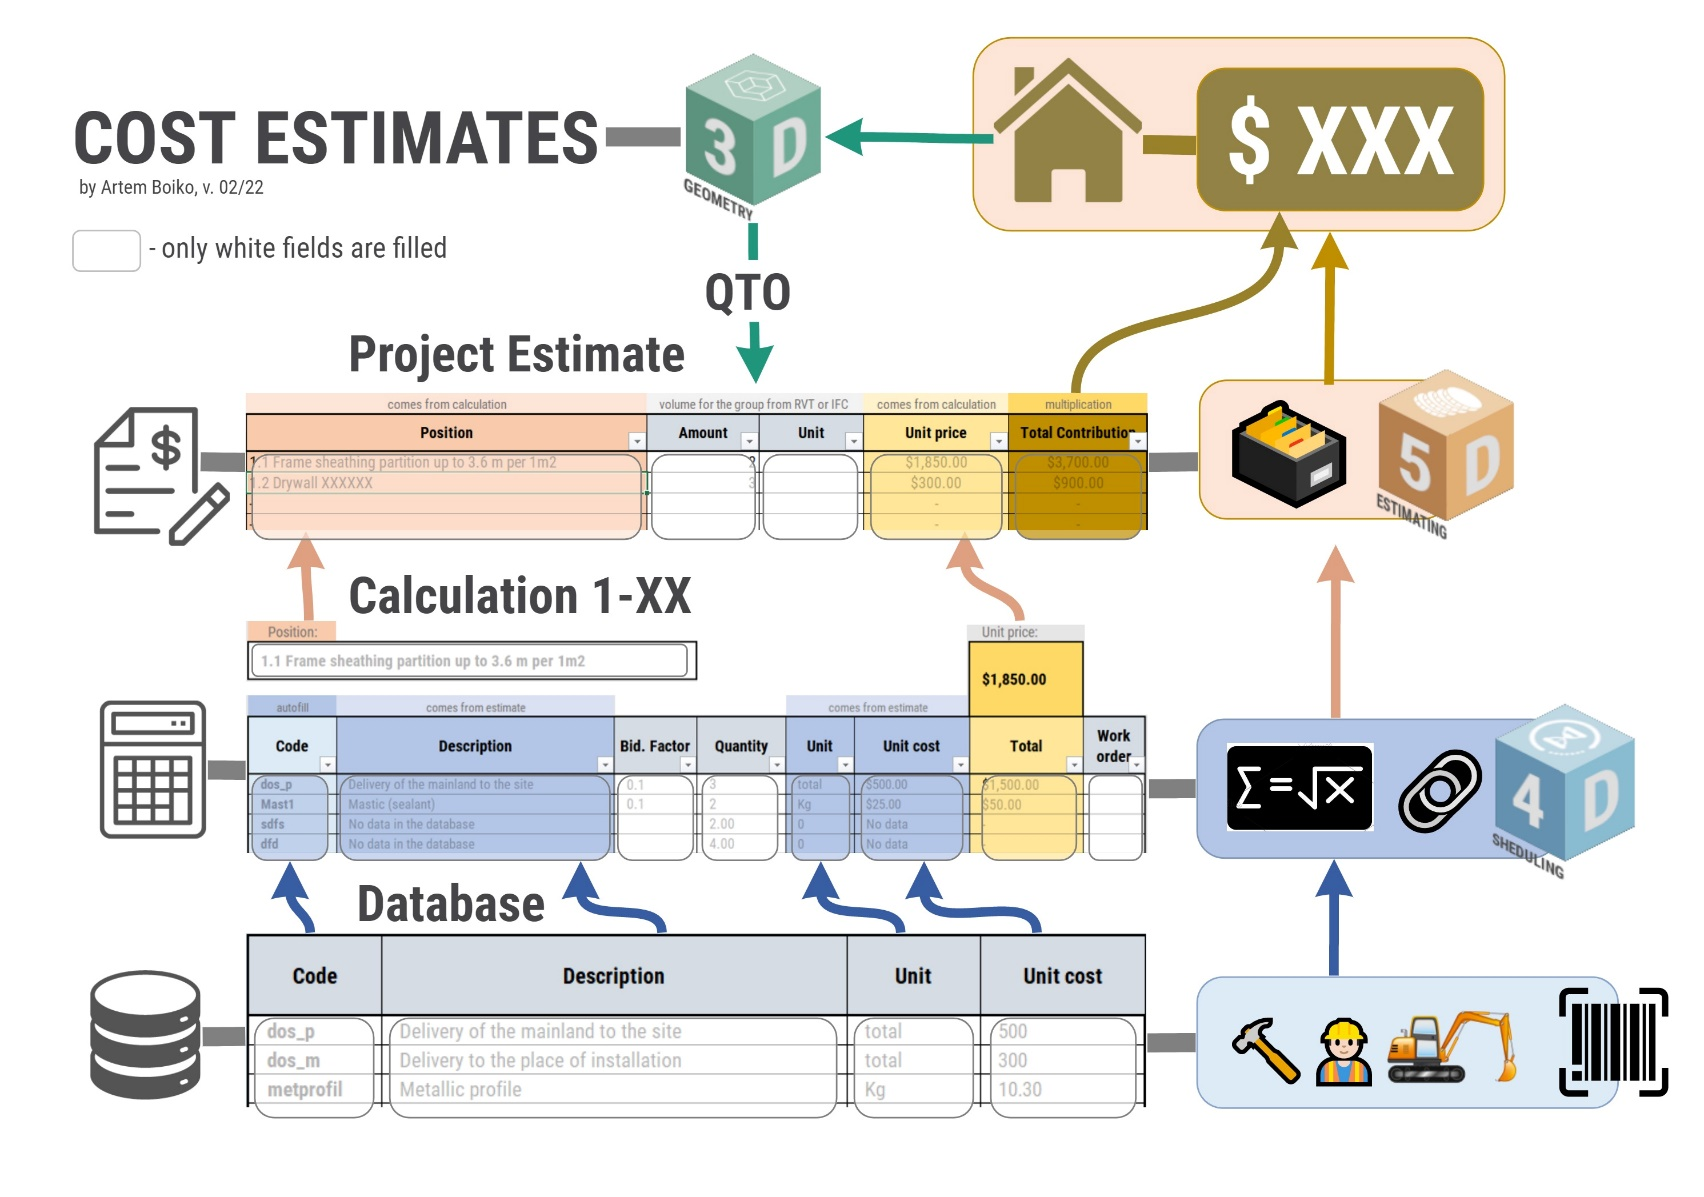 COST ESTIMATES
by Artem Boiko, v. 02/22
- only white fields are filled
3 D
GEOMETRY
$ XXX
QTO
Project Estimate
comes from calculation
volume for the group from RVT or IFC
comes from calculation
multiplication
Position
Amount
Unit
Unit price
Total Contribution
1.1 Frame sheathing partition up to 3.6 m per 1m2
2
$1,850.00
$3,700.00
1.2 Drywall XXXXXX
3
$300.00
$900.00
-
-
-
-
5 D
ESTIMATING
Calculation 1-XX
Position:
1.1 Frame sheathing partition up to 3.6 m per 1m2
Unit price:
$1,850.00
autofill
comes from estimate
comes from estimate
Code
Description
Bid. Factor
Quantity
Unit
Unit cost
Total
Work order
dos_p
Delivery of the mainland to the site
0.1
3
total
$500.00
$1,500.00
Mast1
Mastic (sealant)
0.1
2
Kg
$25.00
$50.00
sdfs
No data in the database
2.00
0
No data
-
dfd
No data in the database
4.00
0
No data
-
Σ=√x
4 D
SHEDULING
Database
Code
Description
Unit
Unit cost
dos_p
Delivery of the mainland to the site
total
500
dos_m
Delivery to the place of installation
total
300
metprofil
Metallic profile
Kg
10.30